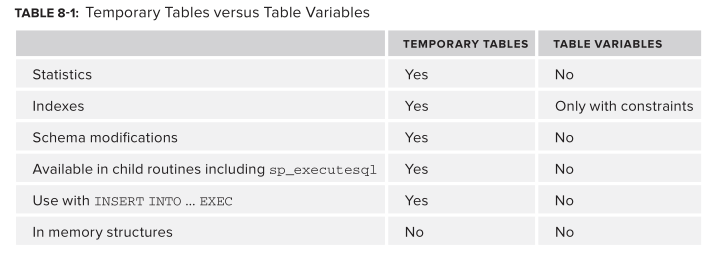 TABLE 8-1: Temporary Tables versus Table Variables
TEMPORARY TABLES TABLE VARIABLES
Statistics Yes No
Indexes Yes Only with constraints
Schema modifications Yes No
Available in child routines including sp_executesql Yes No
Use with INSERT INTO ... EXEC Yes No
In memory structures No No